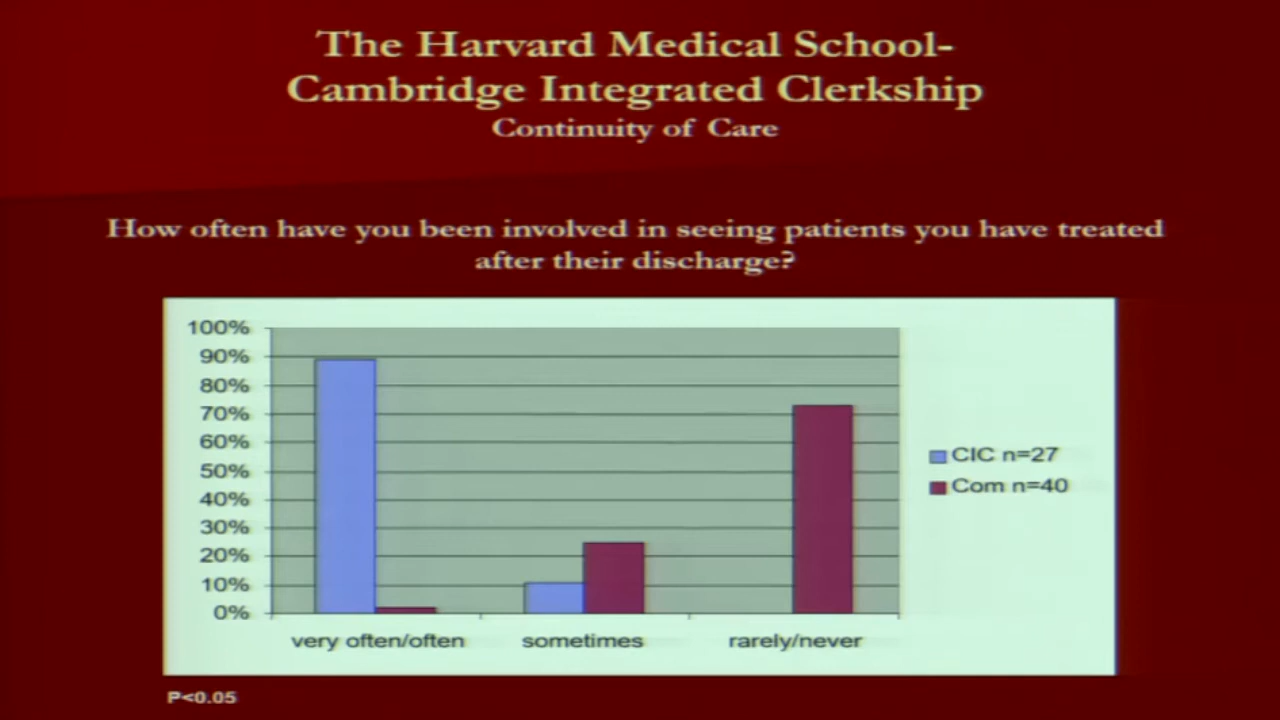 The Harvard Medical School-
Cambridge Integrated Clerkship
Continuity of Care
How often have you been involved in seeing patients you have treated
after their discharge?
100%
90%
80%
70%
60%
50%
40%
30%
20%
10%
0%
very often/often sometimes rarely/never
CIC n=27
Com n=40
P<0.05